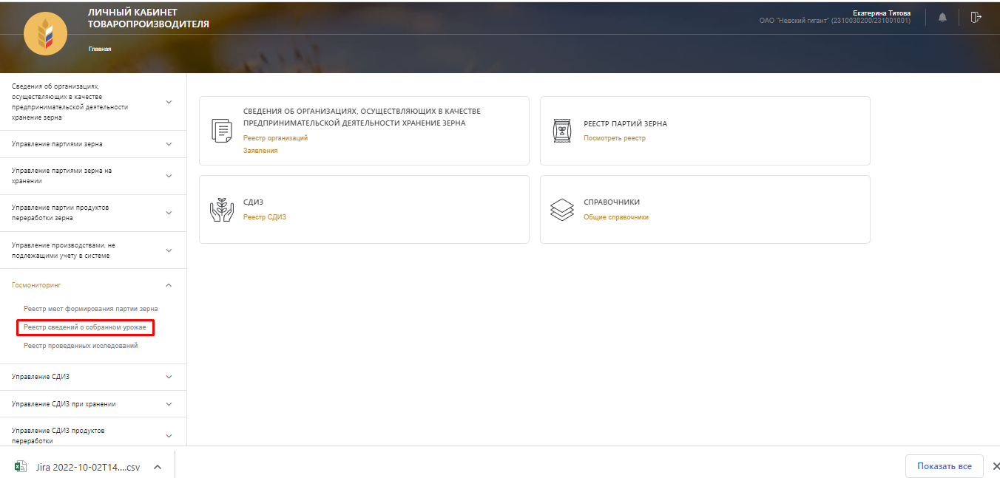 ЛИЧНЫЙ КАБИНЕТ
ТОВАРОПРОИЗВОДИТЕЛЯ
Главная
Екатерина Титова
ОАО "Невский гигант" (2310030200/231001001)
Сведения об организациях,
осуществляющих в качестве
предпринимательской деятельности
хранение зерна
Управление партиями зерна
Управление партиями зерна на
хранении
Управление партии продуктов
переработки зерна
Управление производствами, не
подлежащими учету в системе
Госмониторинг
Реестр мест формирования партии зерна
Реестр сведений о собранном урожае
Реестр проведенных исследований
Управление СДИЗ
Управление СДИЗ при хранении
Управление СДИЗ продуктов
переработки
СВЕДЕНИЯ ОБ ОРГАНИЗАЦИЯХ, ОСУЩЕСТВЛЯЮЩИХ В КАЧЕСТВЕ
ПРЕДПРИНИМАТЕЛЬСКОЙ ДЕЯТЕЛЬНОСТИ ХРАНЕНИЕ ЗЕРНА
Реестр организаций
Заявления
РЕЕСТР ПАРТИЙ ЗЕРНА
Посмотреть реестр
СДИЗ
Реестр СДИЗ
СПРАВОЧНИКИ
Общие справочники
Jira 2022-10-02T14....csv
Показать все